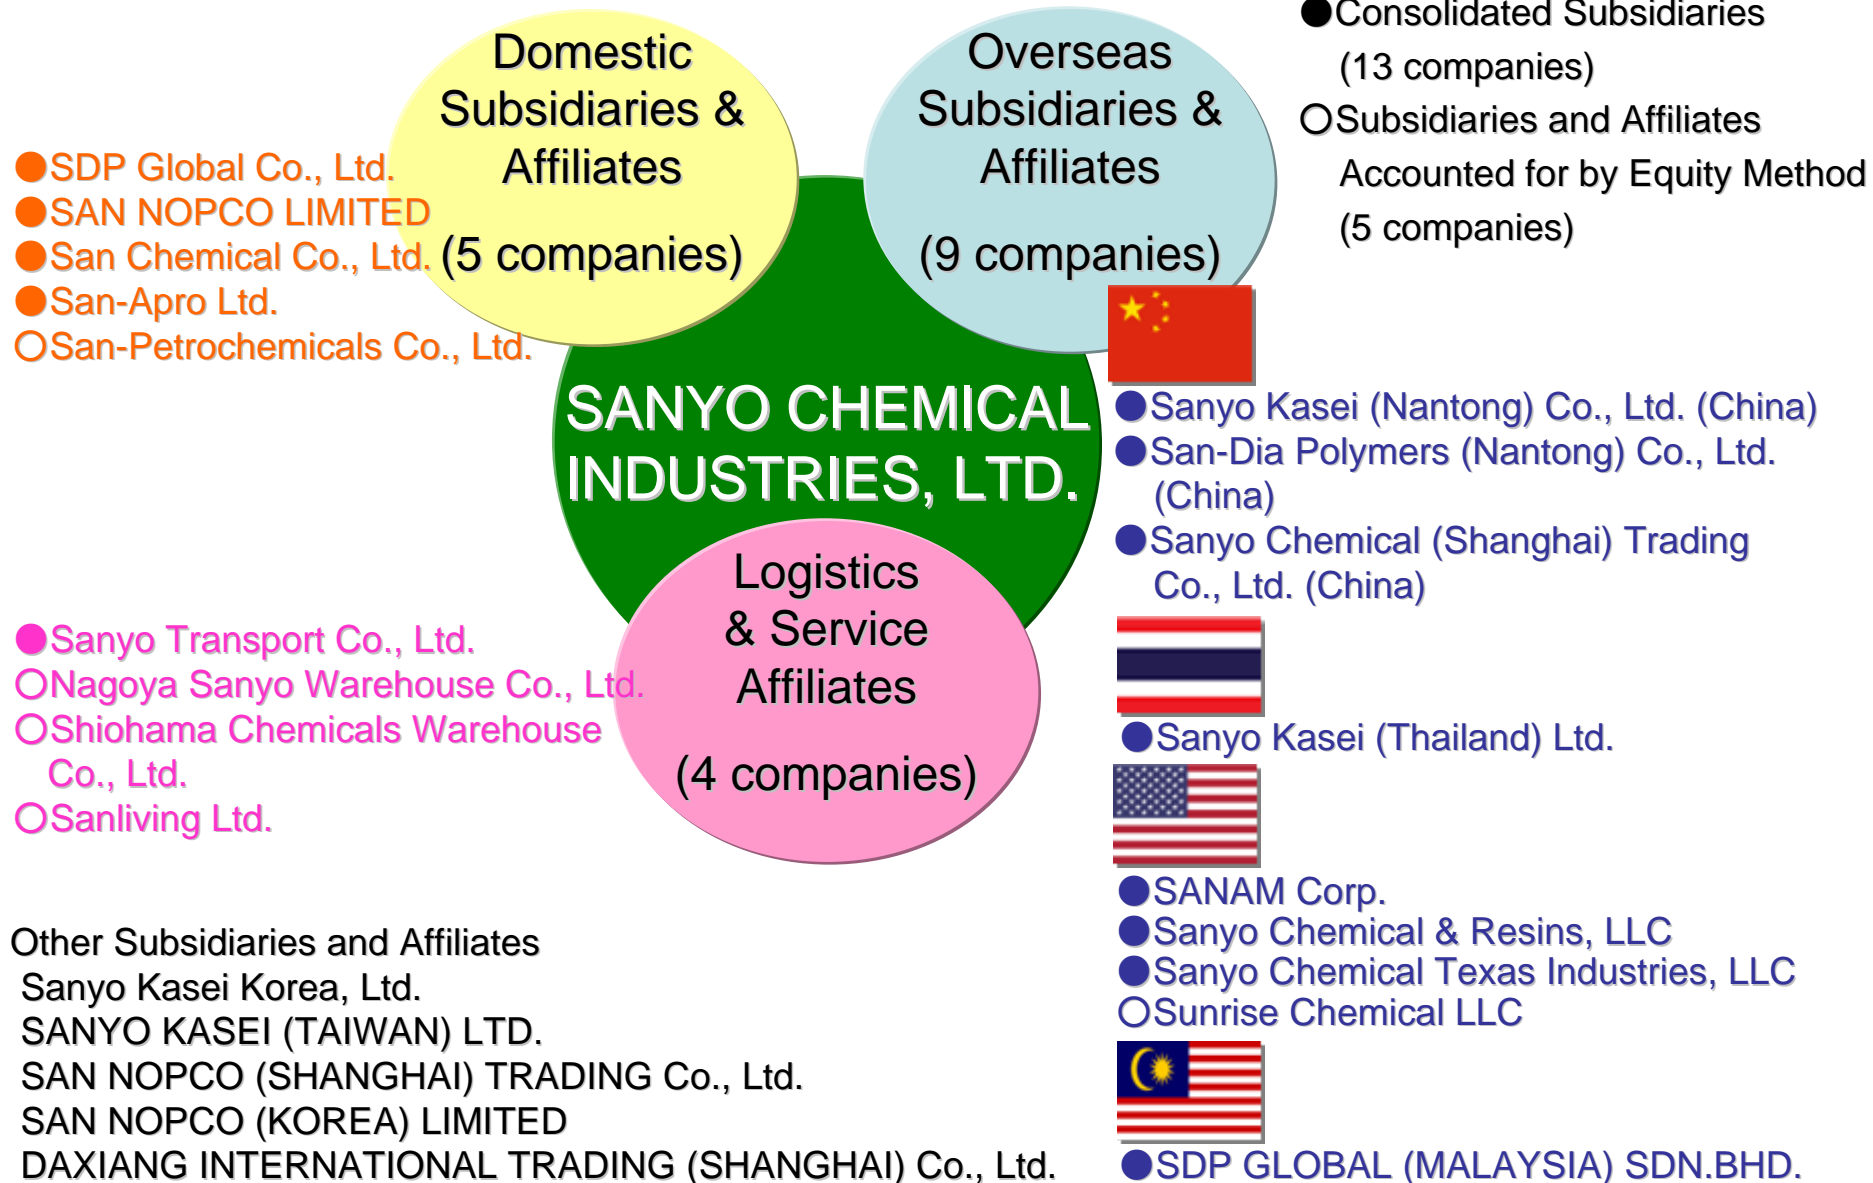 Domestic
Subsidiaries &
Affiliates
(5 companies)
Overseas
Subsidiaries &
Affiliates
(9 companies)
●Consolidated Subsidiaries
(13 companies)
○Subsidiaries and Affiliates
Accounted for by Equity Method
(5 companies)
●SDP Global Co., Ltd.
●SAN NOPCO LIMITED
●San Chemical Co., Ltd.
●San-Apro Ltd.
○San-Petrochemicals Co., Ltd.
SANYO CHEMICAL
INDUSTRIES, LTD.
●Sanyo Kasei (Nantong) Co., Ltd. (China)
●San-Dia Polymers (Nantong) Co., Ltd.
(China)
●Sanyo Chemical (Shanghai) Trading
Co., Ltd. (China)
Logistics
& Service
Affiliates
(4 companies)
●Sanyo Transport Co., Ltd.
○Nagoya Sanyo Warehouse Co., Ltd.
○Shiohama Chemicals Warehouse
Co., Ltd.
○Sanliving Ltd.
●Sanyo Kasei (Thailand) Ltd.
●SANAM Corp.
●Sanyo Chemical & Resins, LLC
●Sanyo Chemical Texas Industries, LLC
○Sunrise Chemical LLC
●SDP GLOBAL (MALAYSIA) SDN.BHD.
Other Subsidiaries and Affiliates
Sanyo Kasei Korea, Ltd.
SANYO KASEI (TAIWAN) LTD.
SAN NOPCO (SHANGHAI) TRADING Co., Ltd.
SAN NOPCO (KOREA) LIMITED
DAXIANG INTERNATIONAL TRADING (SHANGHAI) Co., Ltd.